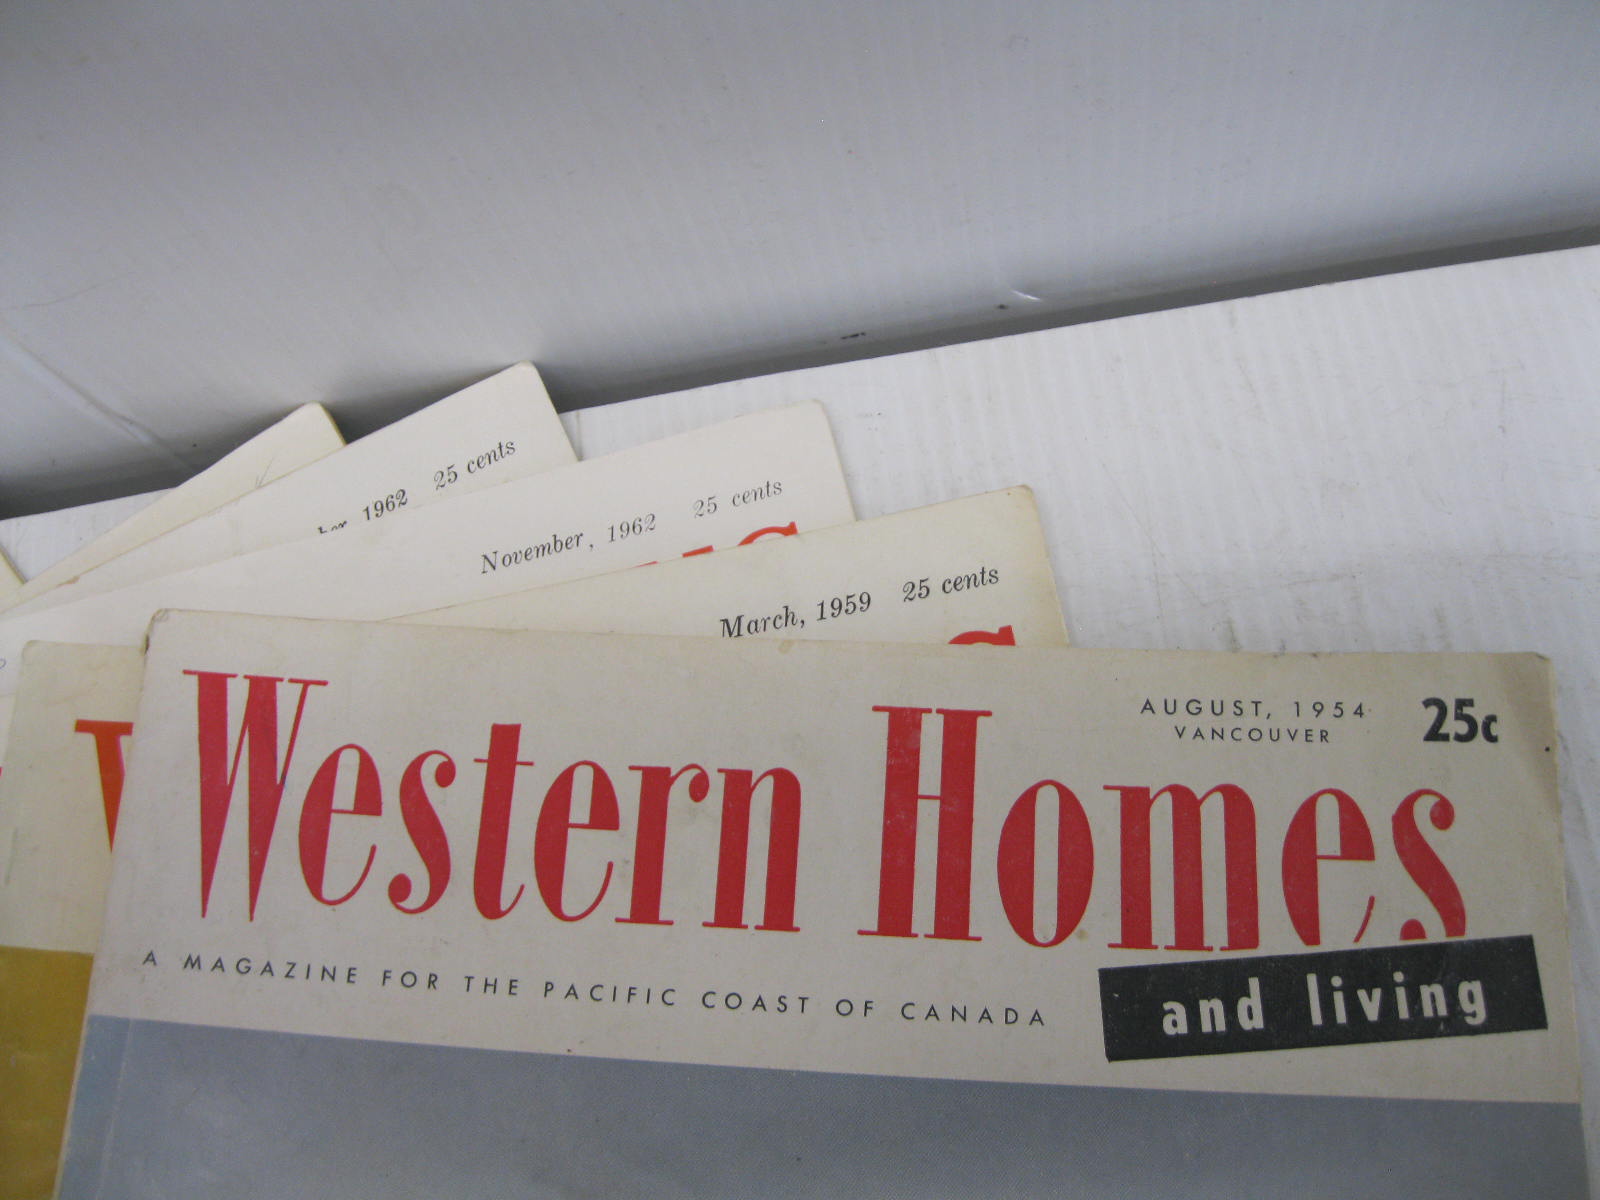 1962 25 cents
November, 1962 25 cents
March, 1959 25 cents
AUGUST, 1954 25c
VANCOUVER
Western Homes
and living
A MAGAZINE FOR THE PACIFIC COAST OF CANADA